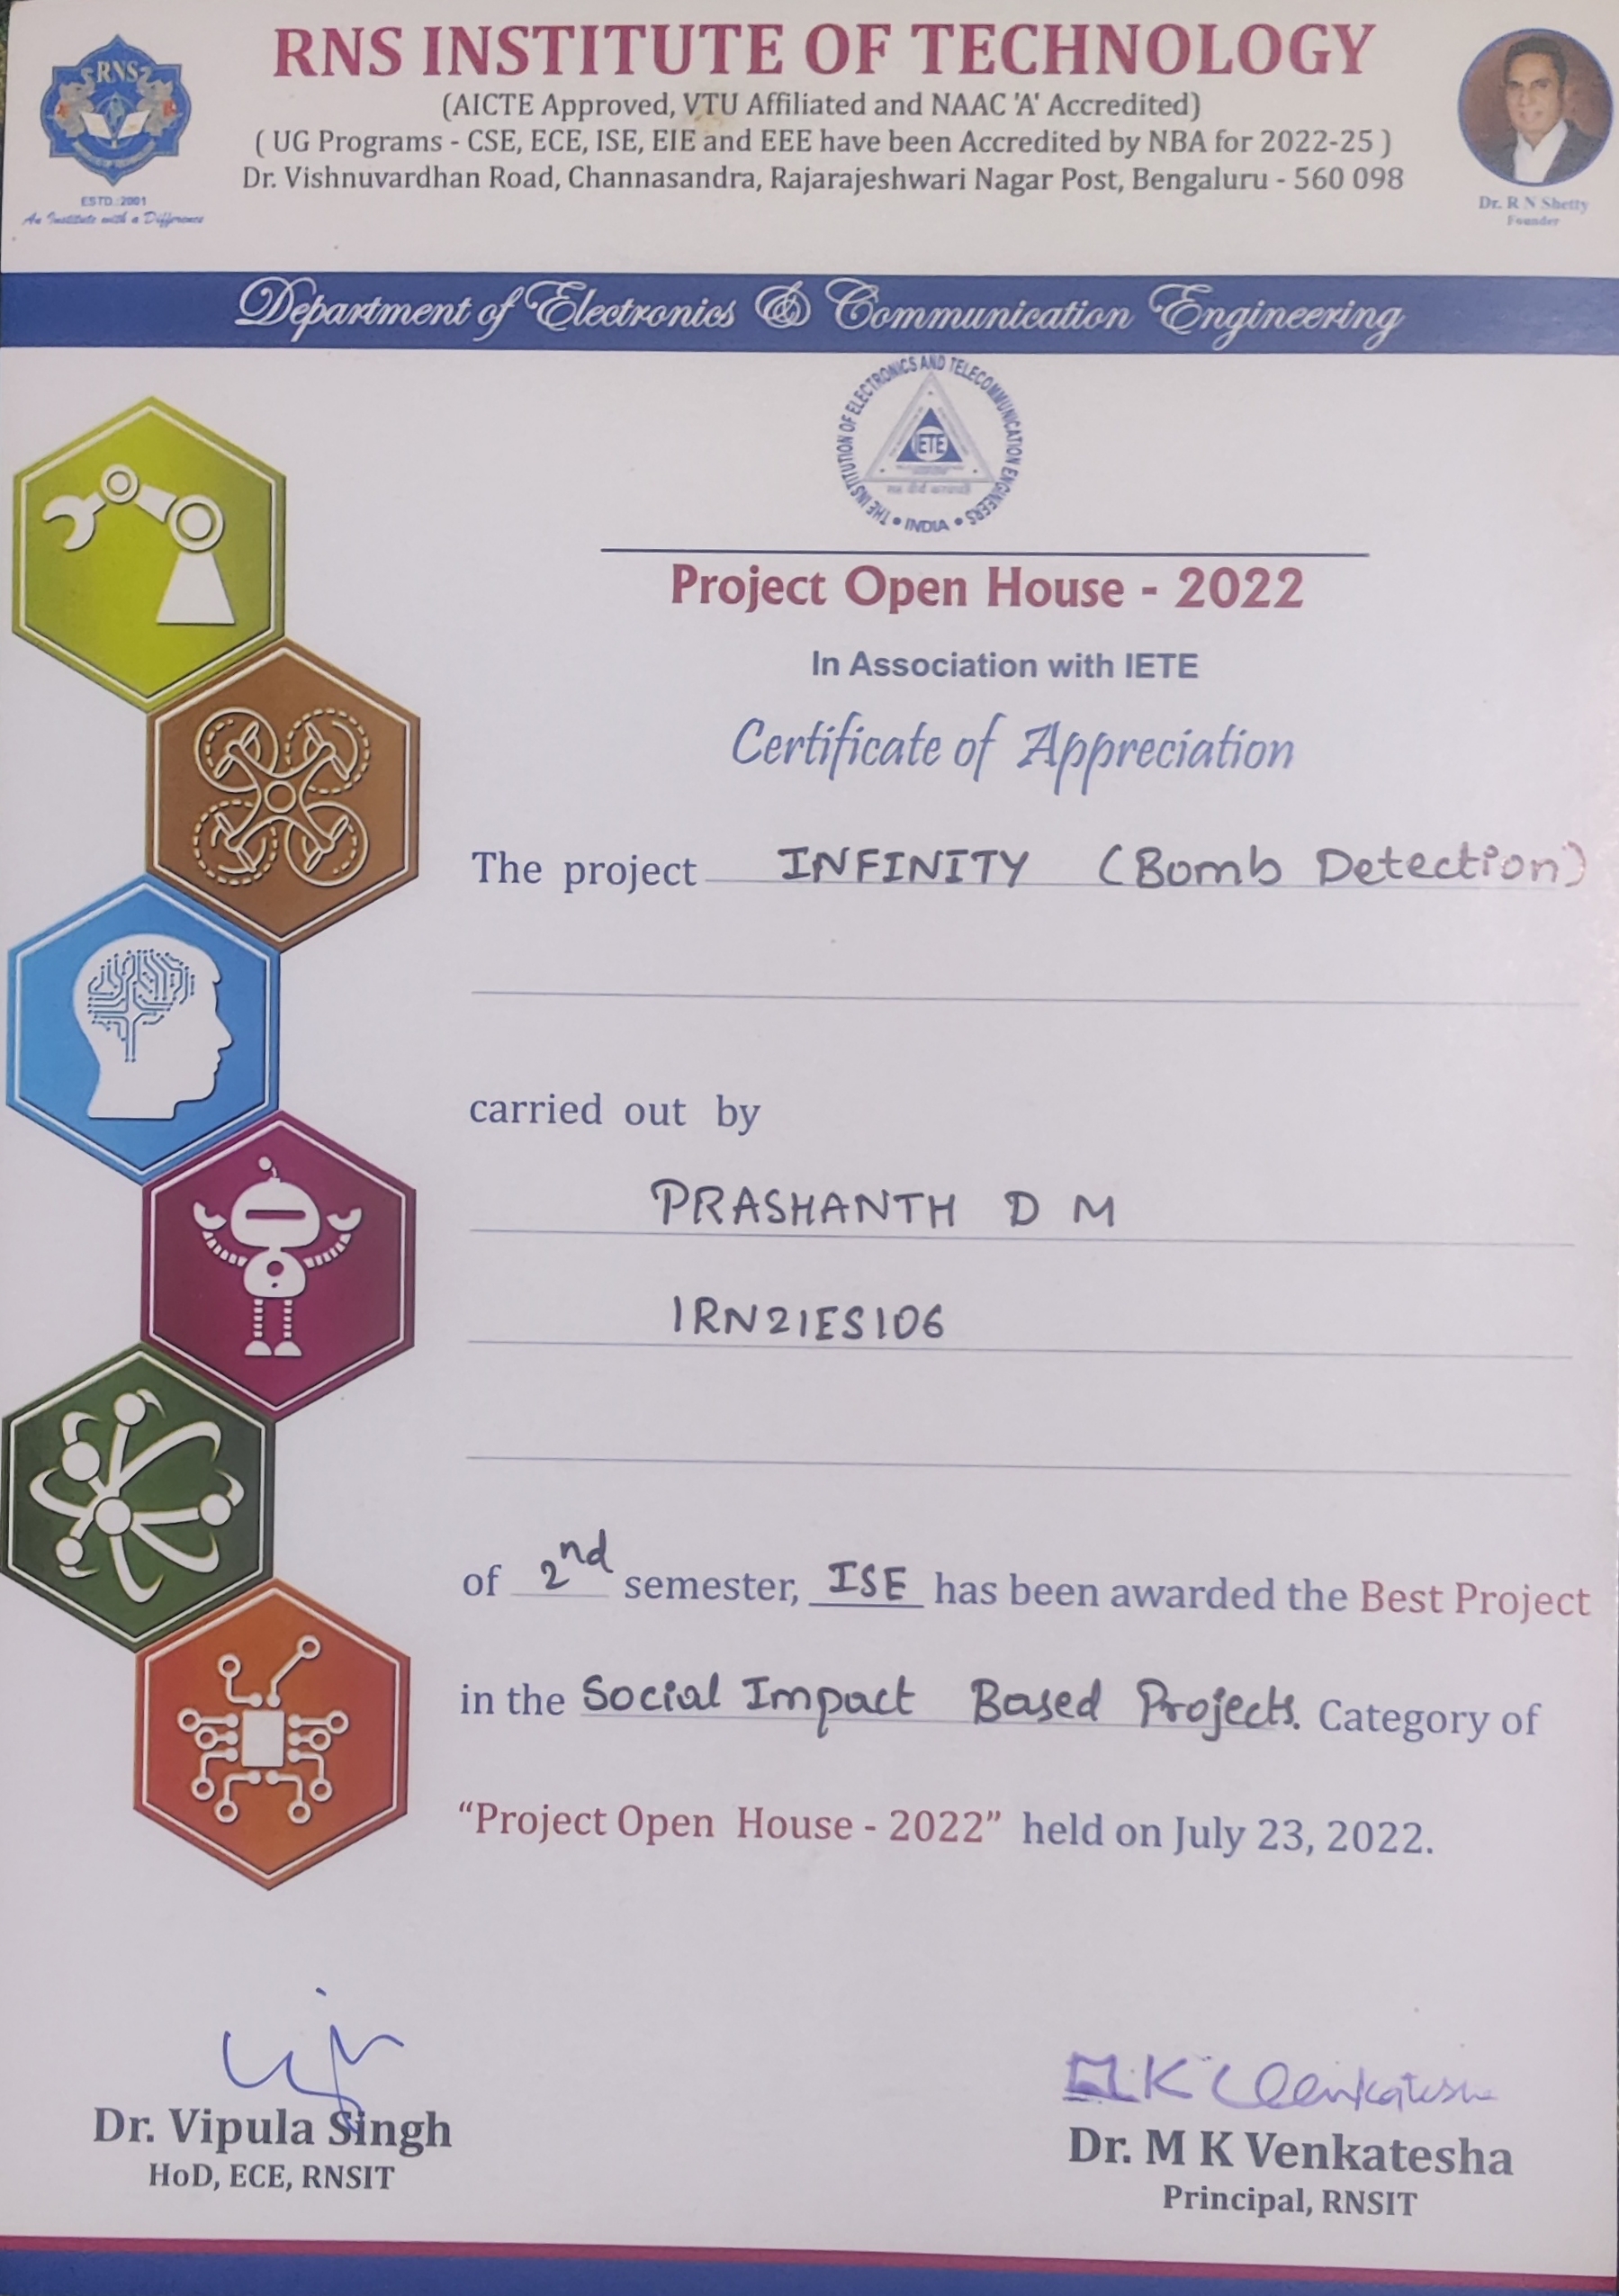 RNS INSTITUTE OF TECHNOLOGY
(AICTE Approved, VTU Affiliated and NAAC 'A' Accredited)
( UG Programs - CSE, ECE, ISE, EIE and EEE have been Accredited by NBA for 2022-25 )
Dr. Vishnuvardhan Road, Channasandra, Rajarajeshwari Nagar Post, Bengaluru - 560 098
RNS
ESTD.:2001
An Institute with a Difference
Dr. R N Shetty
Founder
Department of Electronics & Communication Engineering
THE INSTITUTION OF ELECTRONICS AND TELECOMMUNICATION ENGINEERS
IETE
• INDIA •
Project Open House - 2022
In Association with IETE
Certificate of Appreciation
The project INFINITY (Bomb Detection)
carried out by
PRASHANTH D M
1RN21ES106
of 2nd semester, ISE has been awarded the Best Project
in the Social Impact Based Projects. Category of
“Project Open House - 2022” held on July 23, 2022.
M.K Venkatesha
Dr. Vipula Singh
HoD, ECE, RNSIT
Dr. M K Venkatesha
Principal, RNSIT